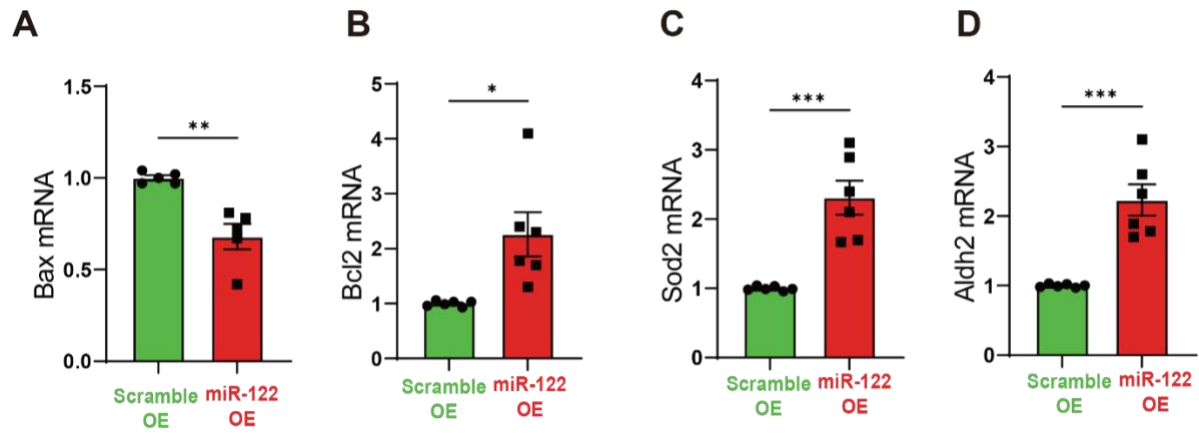 A
Bax mRNA
1.5
1.0
0.5
0.0
**
Scramble OE
miR-122 OE
B
Bcl2 mRNA
5
4
3
2
1
0
*
Scramble OE
miR-122 OE
C
Sod2 mRNA
4
3
2
1
0
***
Scramble OE
miR-122 OE
D
Aldh2 mRNA
4
3
2
1
0
***
Scramble OE
miR-122 OE